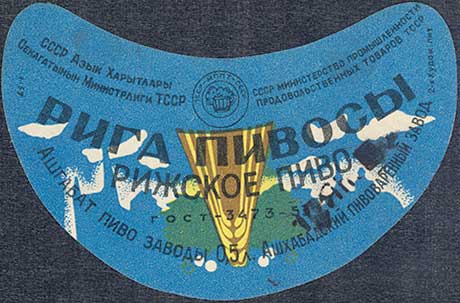 СССР Азык Харытлары
Сенагатынын Министрлиги ТССР
СССР МИНИСТЕРСТВО ПРОМЫШЛЕННОСТИ
ПРОДОВОЛЬСТВЕННЫХ ТОВАРОВ ТССР
РИГА ПИВОСЫ
РИЖСКОЕ ПИВО
ГОСТ-3473-5
АШГАБАТ ПИВО ЗАВОДЫ 0,5 л. АШХАБАДСКИЙ ПИВОВАРЕННЫЙ ЗАВОД